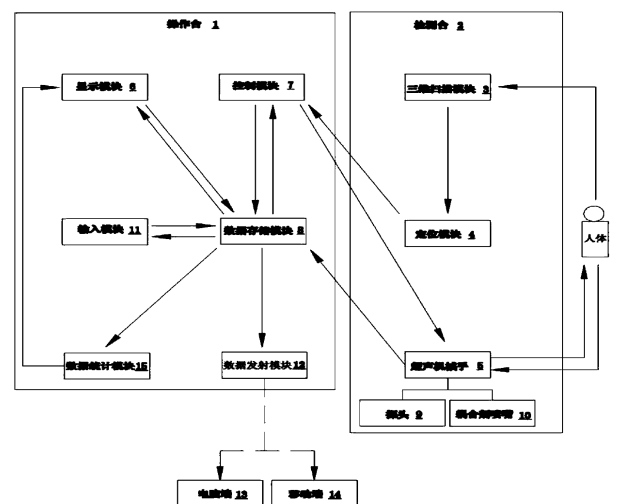 操作台 1
检测台 2
显示模块 6
控制模块 7
三维扫描模块 3
输入模块 11
数据存储模块 8
定位模块 4
人体
数据统计模块 15
数据发射模块 12
超声机械手 5
探头 9
耦合剂喷嘴 10
电脑端 13
移动端 14